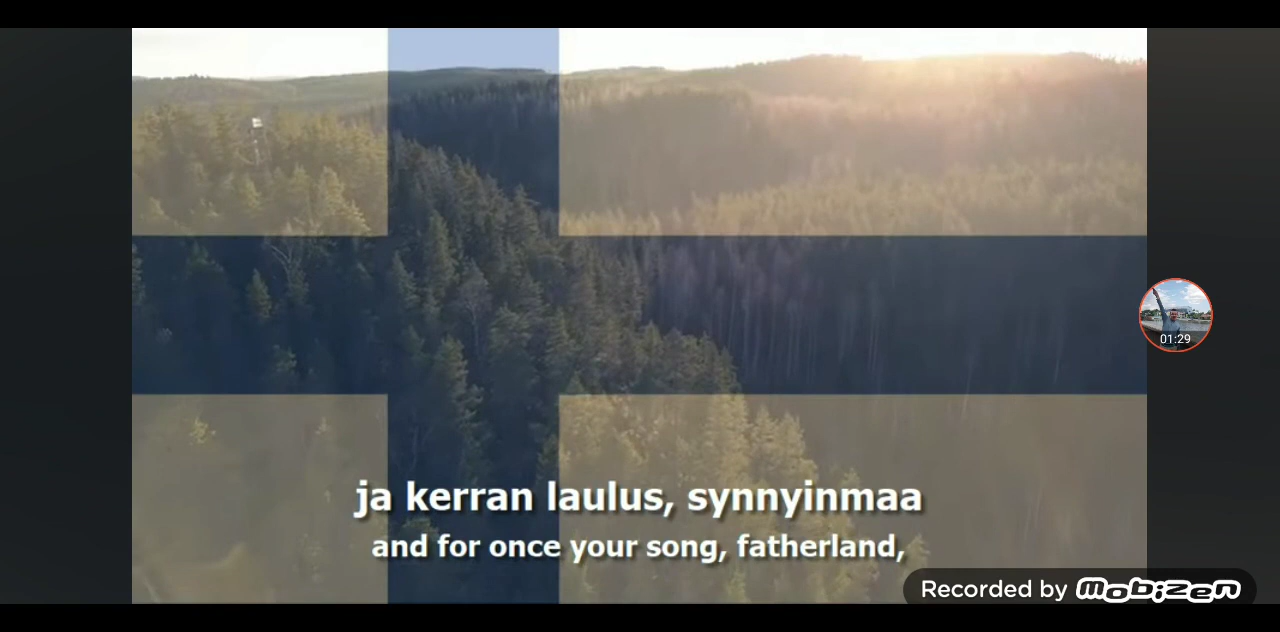 ja kerran laulus, synnyinmaa
and for once your song, fatherland,
01:29
Recorded by mobizen